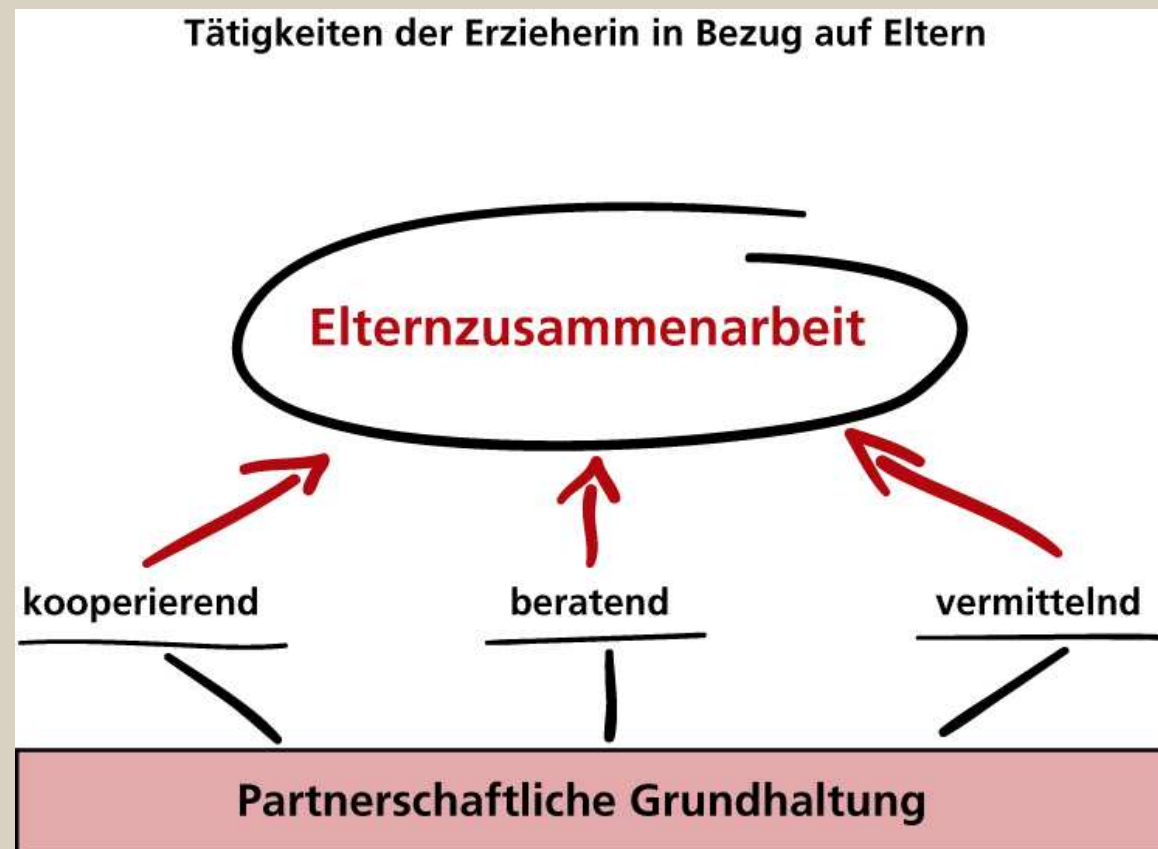 Tätigkeiten der Erzieherin in Bezug auf Eltern
Elternzusammenarbeit
kooperierend
beratend
vermittelnd
Partnerschaftliche Grundhaltung